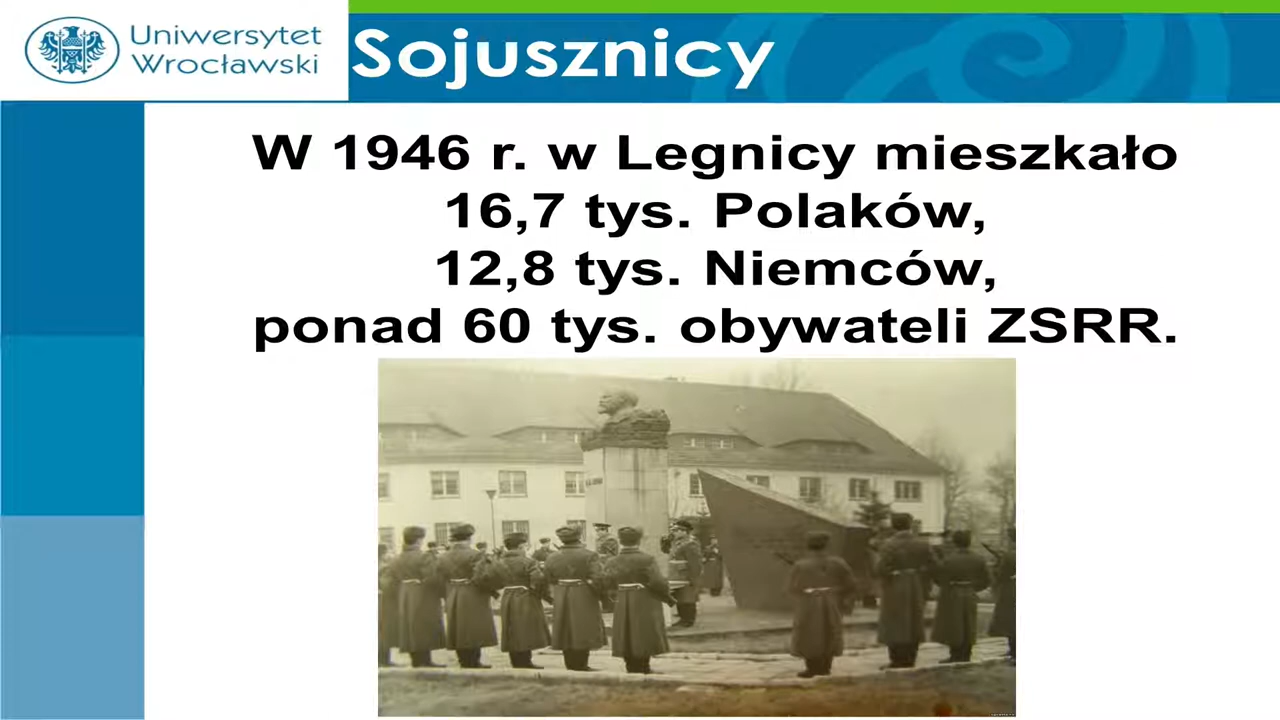 Uniwersytet
Wrocławski
Sojusznicy
W 1946 r. w Legnicy mieszkało
16,7 tys. Polaków,
12,8 tys. Niemców,
ponad 60 tys. obywateli ZSRR.